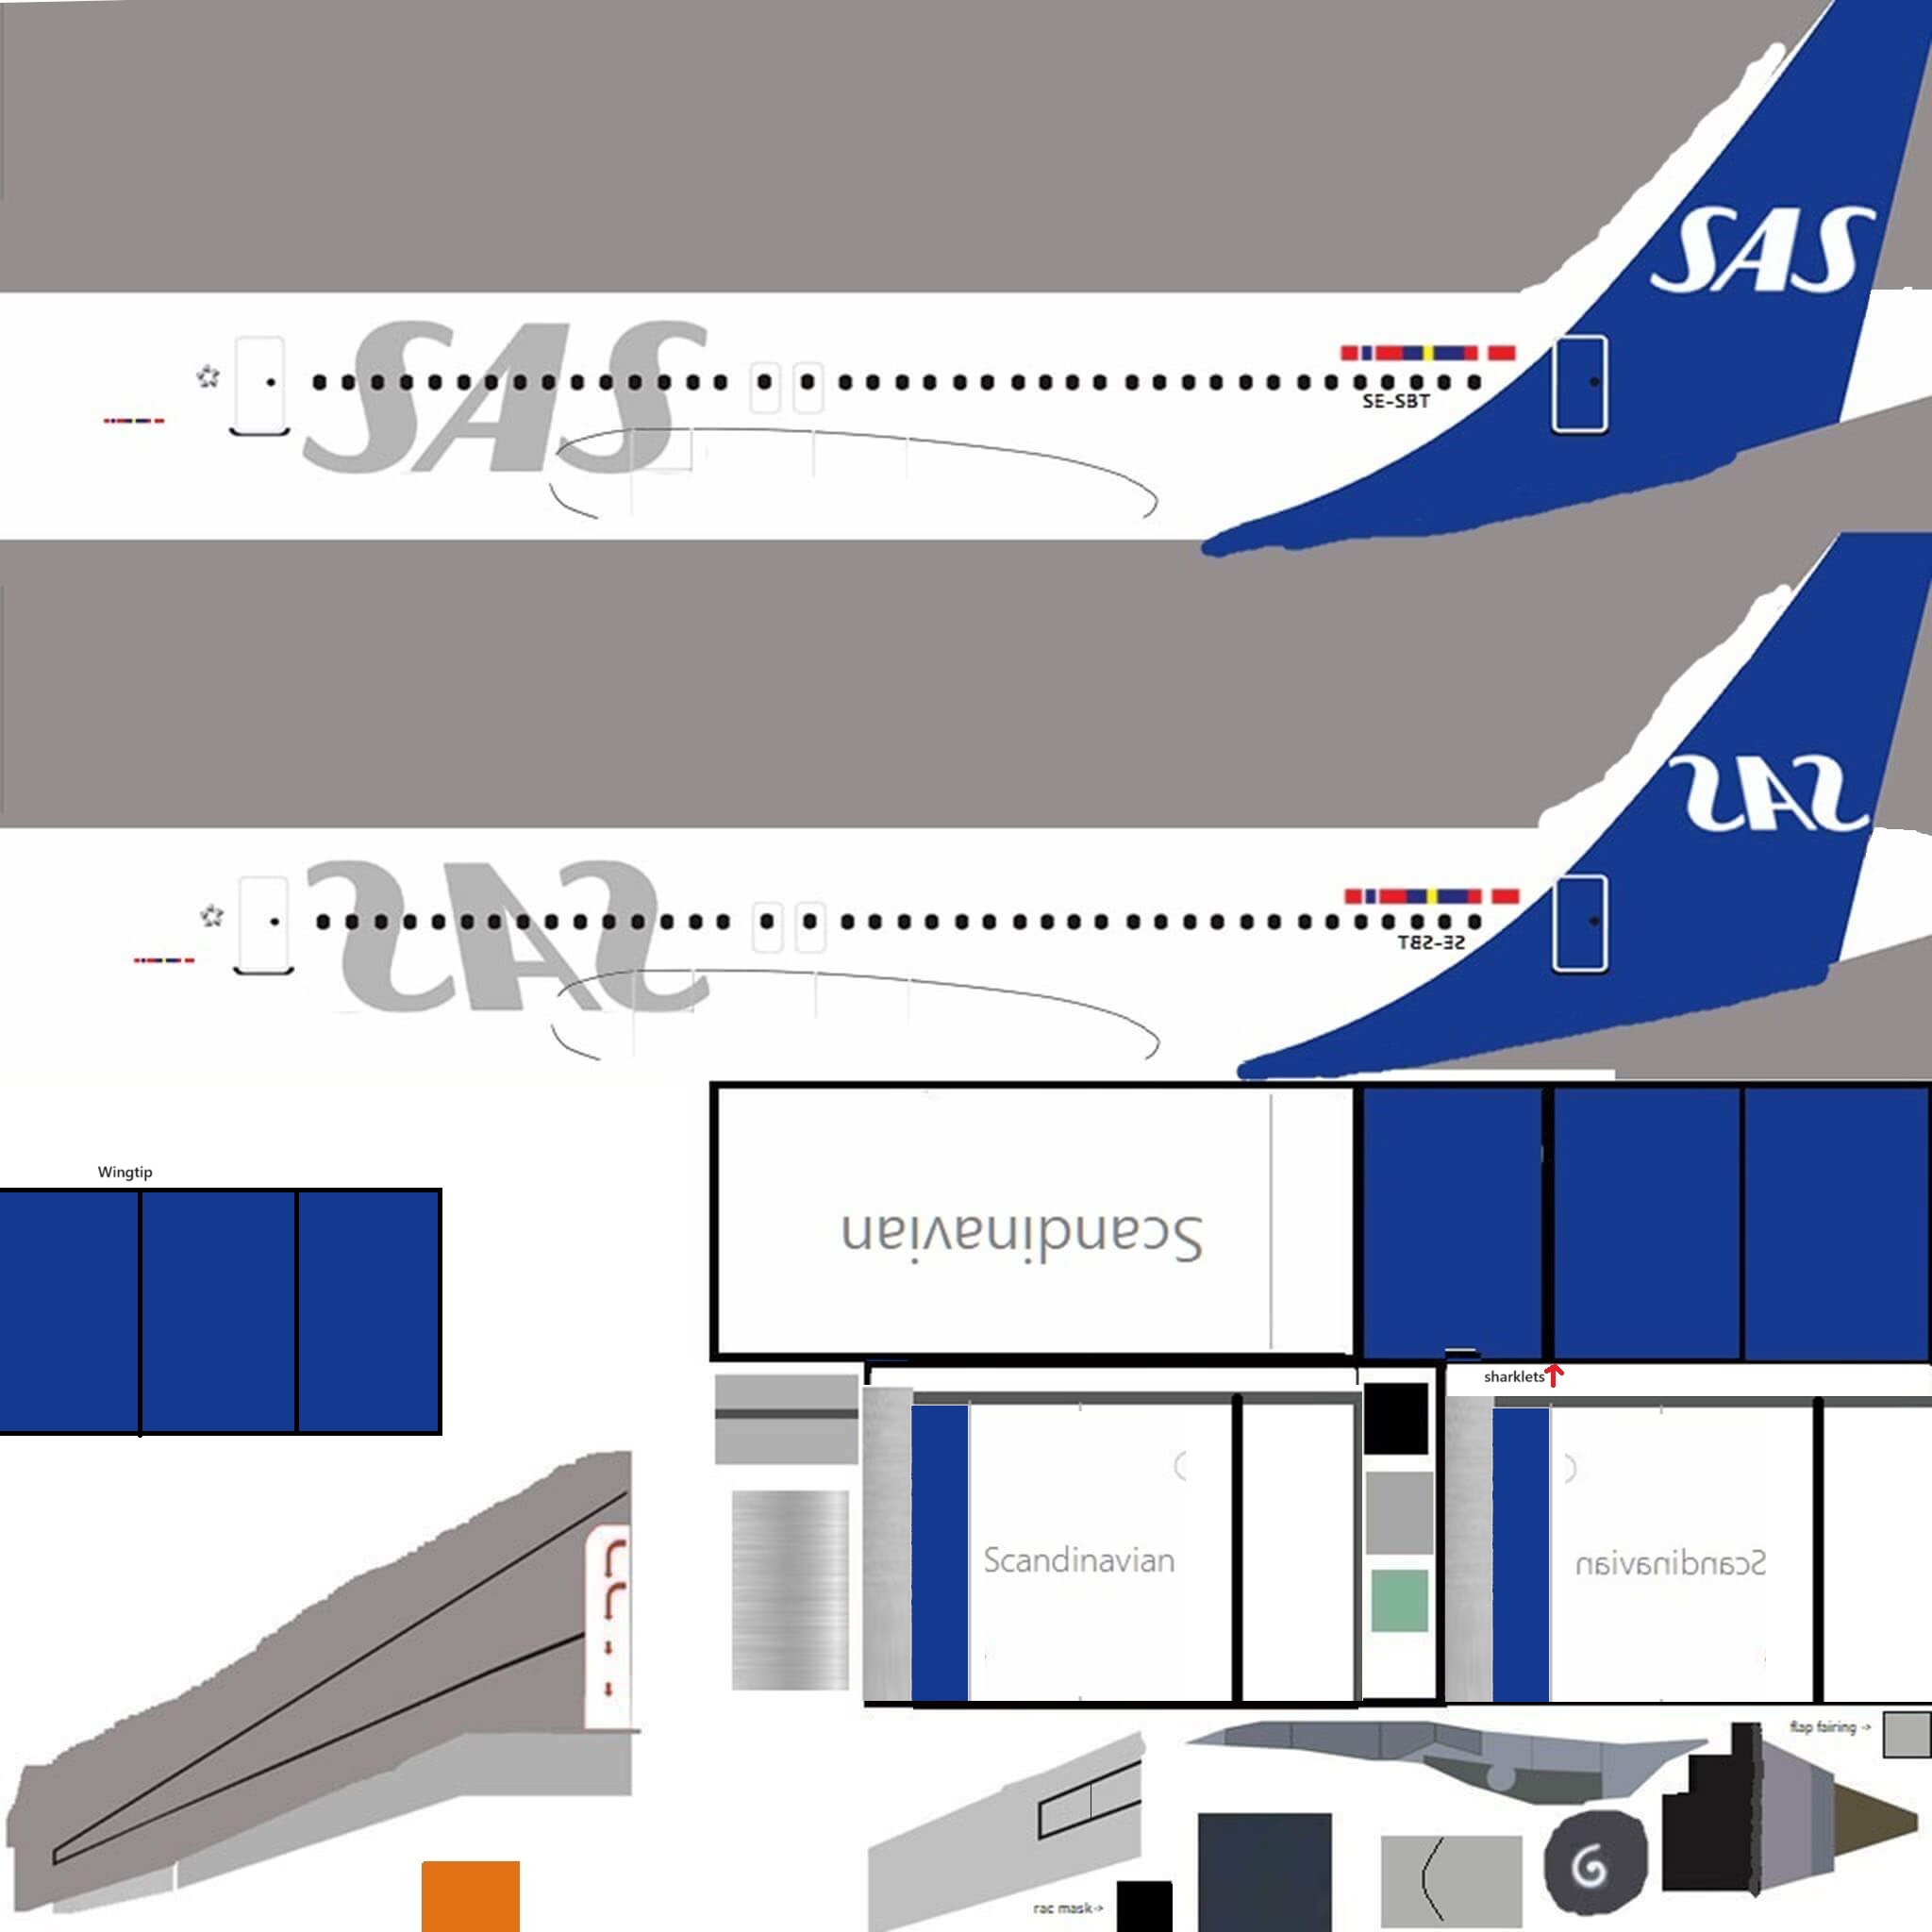 SAS
SAS
SE-SBT
SAS
SAS
SE-SBT
Wingtip
Scandinavian
sharklets
Scandinavian
Scandinavian
flap fairing ->
rac mask->